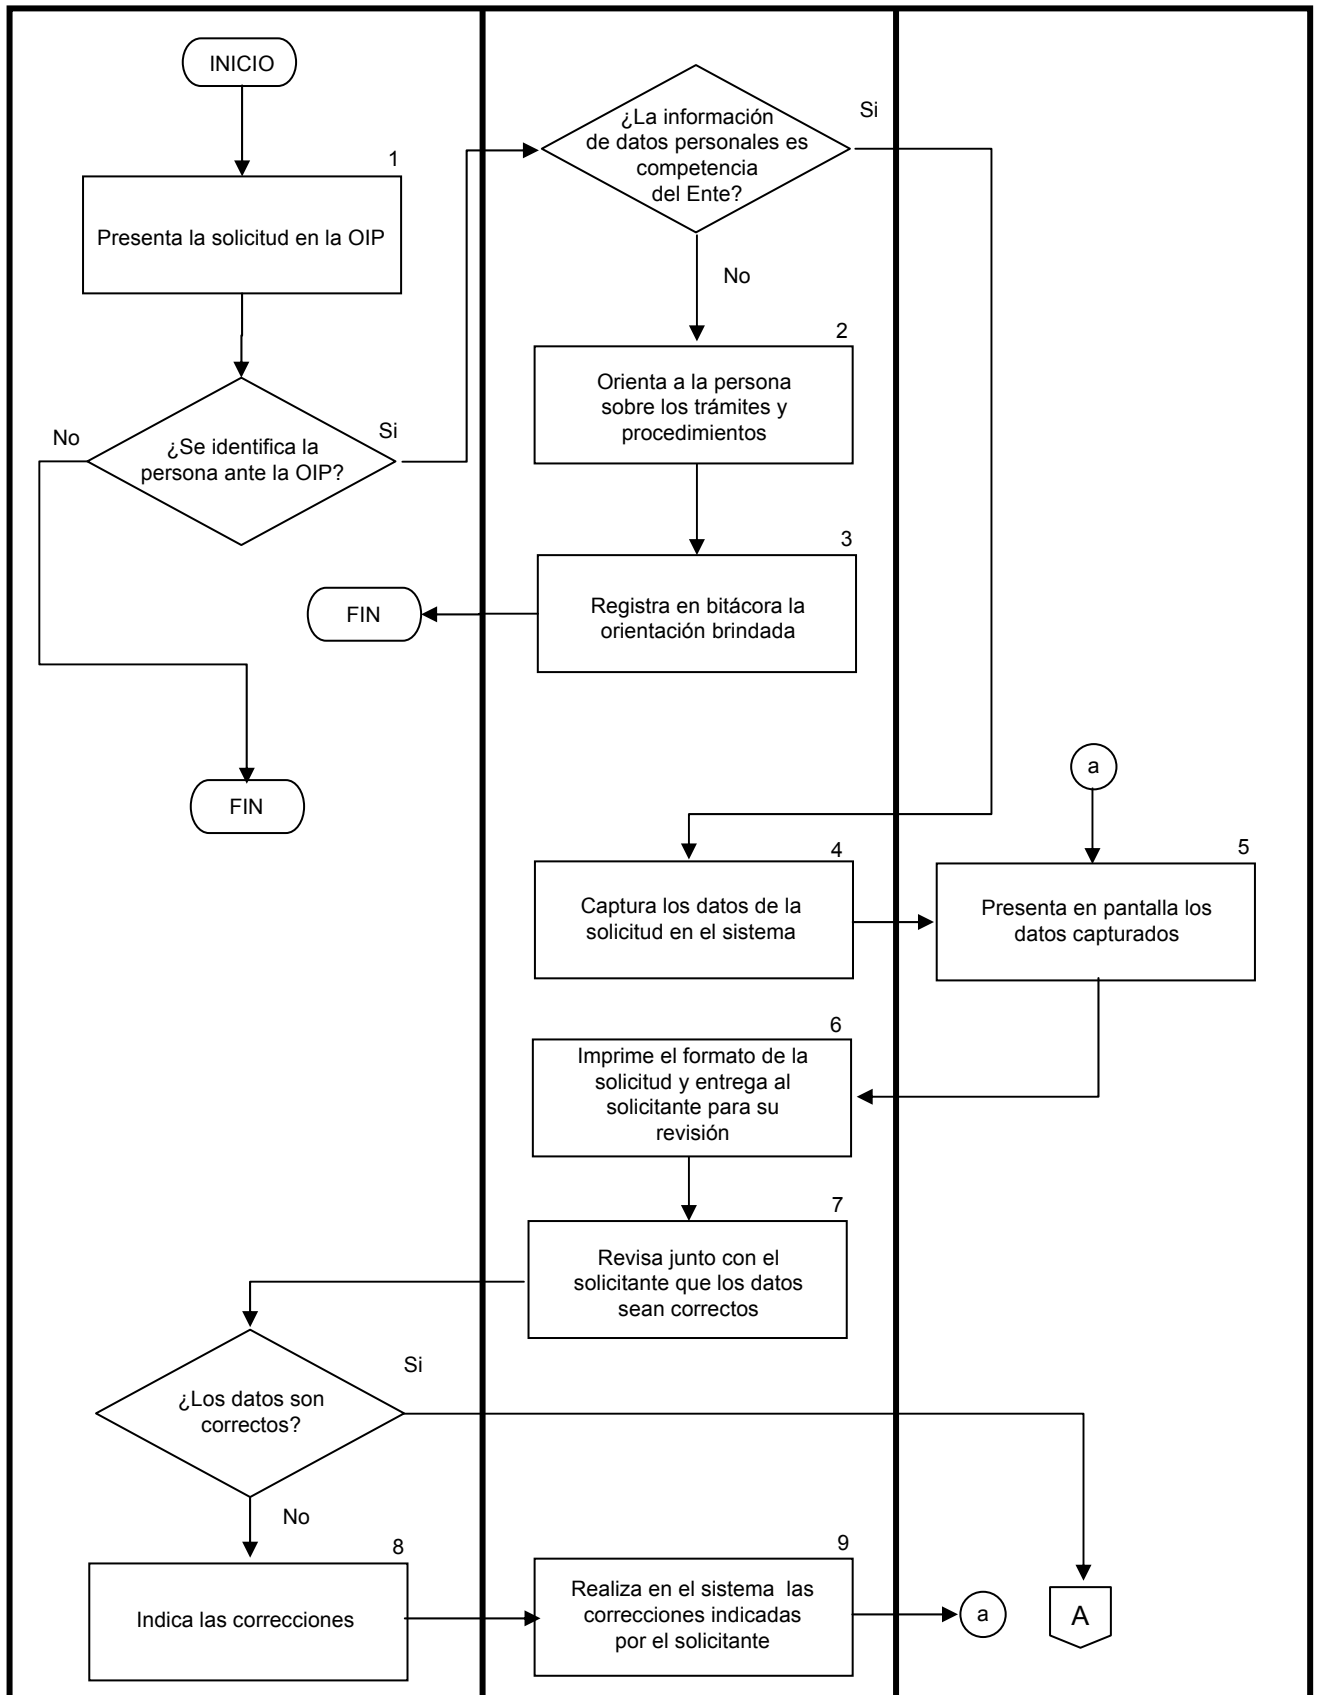 INICIO
1
Presenta la solicitud en la OIP
No
Si
¿Se identifica la
persona ante la OIP?
FIN
¿La información
de datos personales es
competencia
del Ente?
Si
No
2
Orienta a la persona
sobre los trámites y
procedimientos
3
Registra en bitácora la
orientación brindada
FIN
4
Captura los datos de la
solicitud en el sistema
a
5
Presenta en pantalla los
datos capturados
6
Imprime el formato de la
solicitud y entrega al
solicitante para su
revisión
7
Revisa junto con el
solicitante que los datos
sean correctos
Si
¿Los datos son
correctos?
No
8
Indica las correcciones
9
Realiza en el sistema  las
correcciones indicadas
por el solicitante
a
A